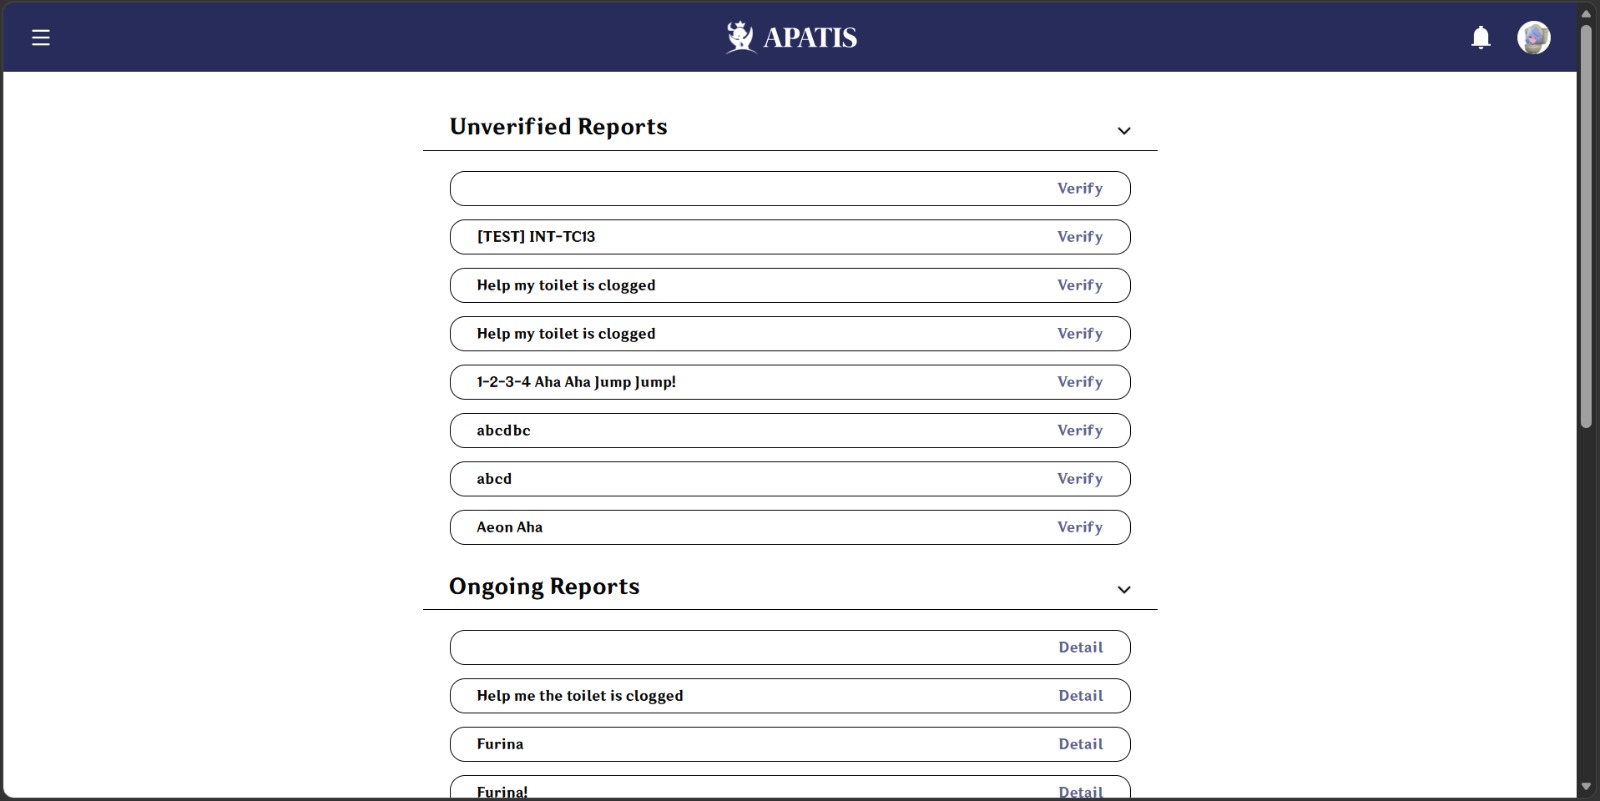 APATIS
Unverified Reports
Verify
[TEST] INT-TC13 Verify
Help my toilet is clogged Verify
Help my toilet is clogged Verify
1-2-3-4 Aha Aha Jump Jump! Verify
abcdbc Verify
abcd Verify
Aeon Aha Verify
Ongoing Reports
Detail
Help me the toilet is clogged Detail
Furina Detail
Furina! Detail